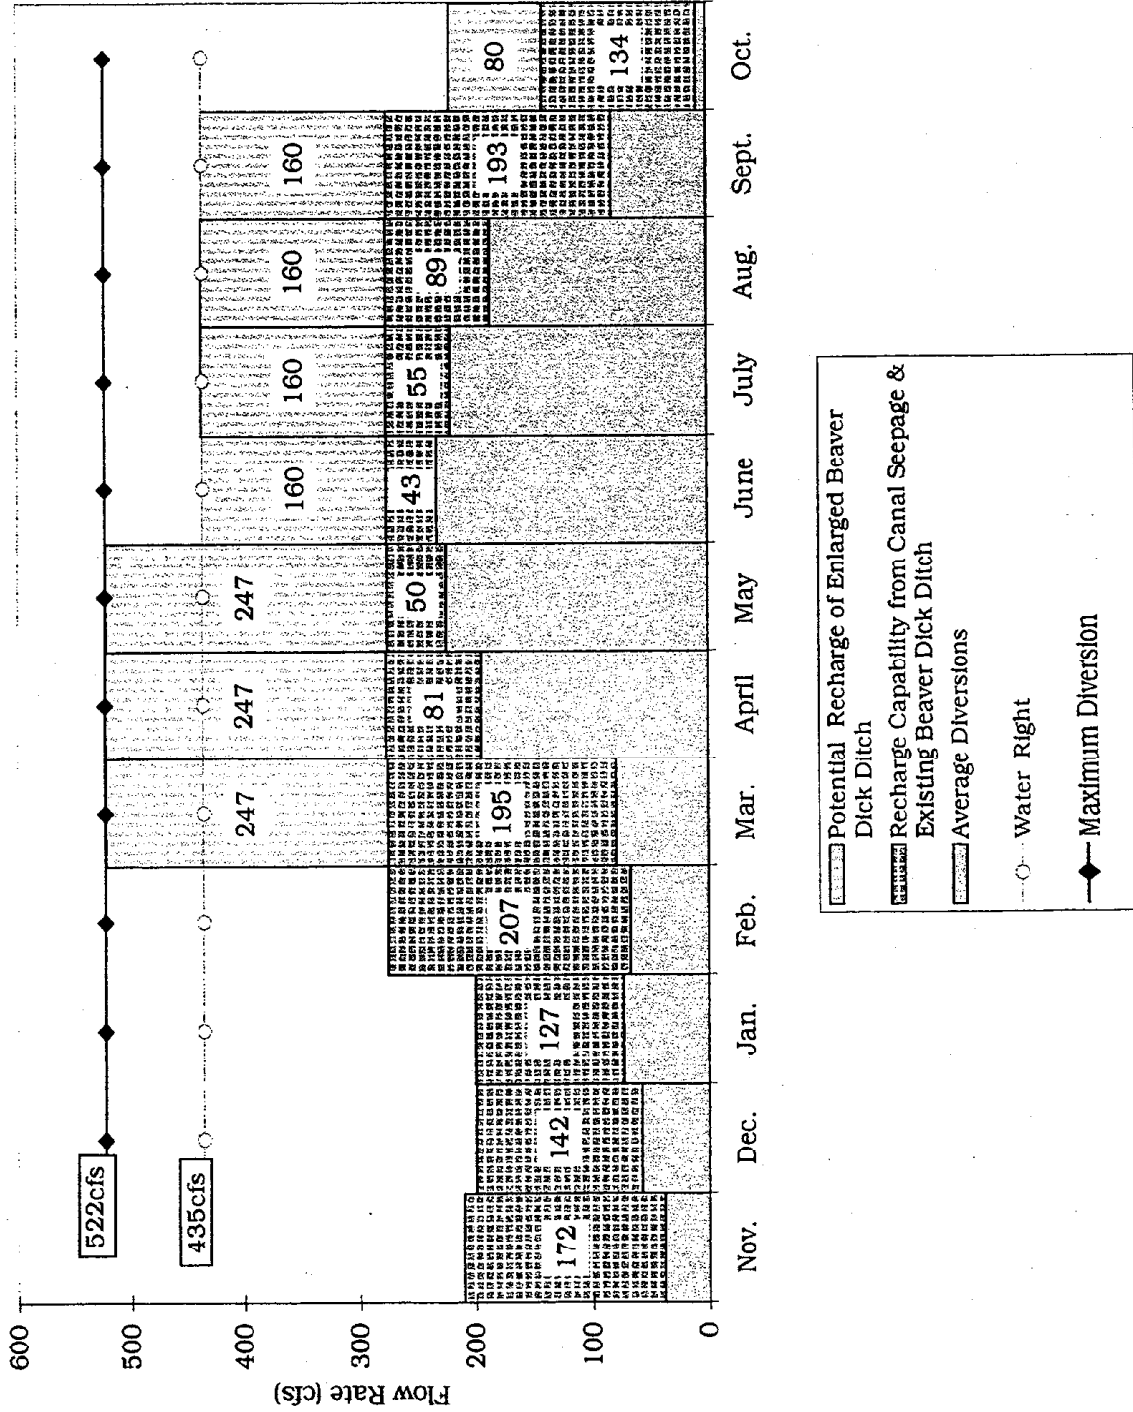 600
500
400
300
200
100
0
Flow Rate (cfs)
522cfs
435cfs
172
142
127
207
195
247
81
247
50
247
43
160
55
160
89
160
193
160
134
80
Nov.
Dec.
Jan.
Feb.
Mar.
April
May
June
July
Aug.
Sept.
Oct.
Potential Recharge of Enlarged Beaver
Dick Ditch
Recharge Capability from Canal Seepage &
Existing Beaver Dick Ditch
Average Diversions
Water Right
Maximum Diversion